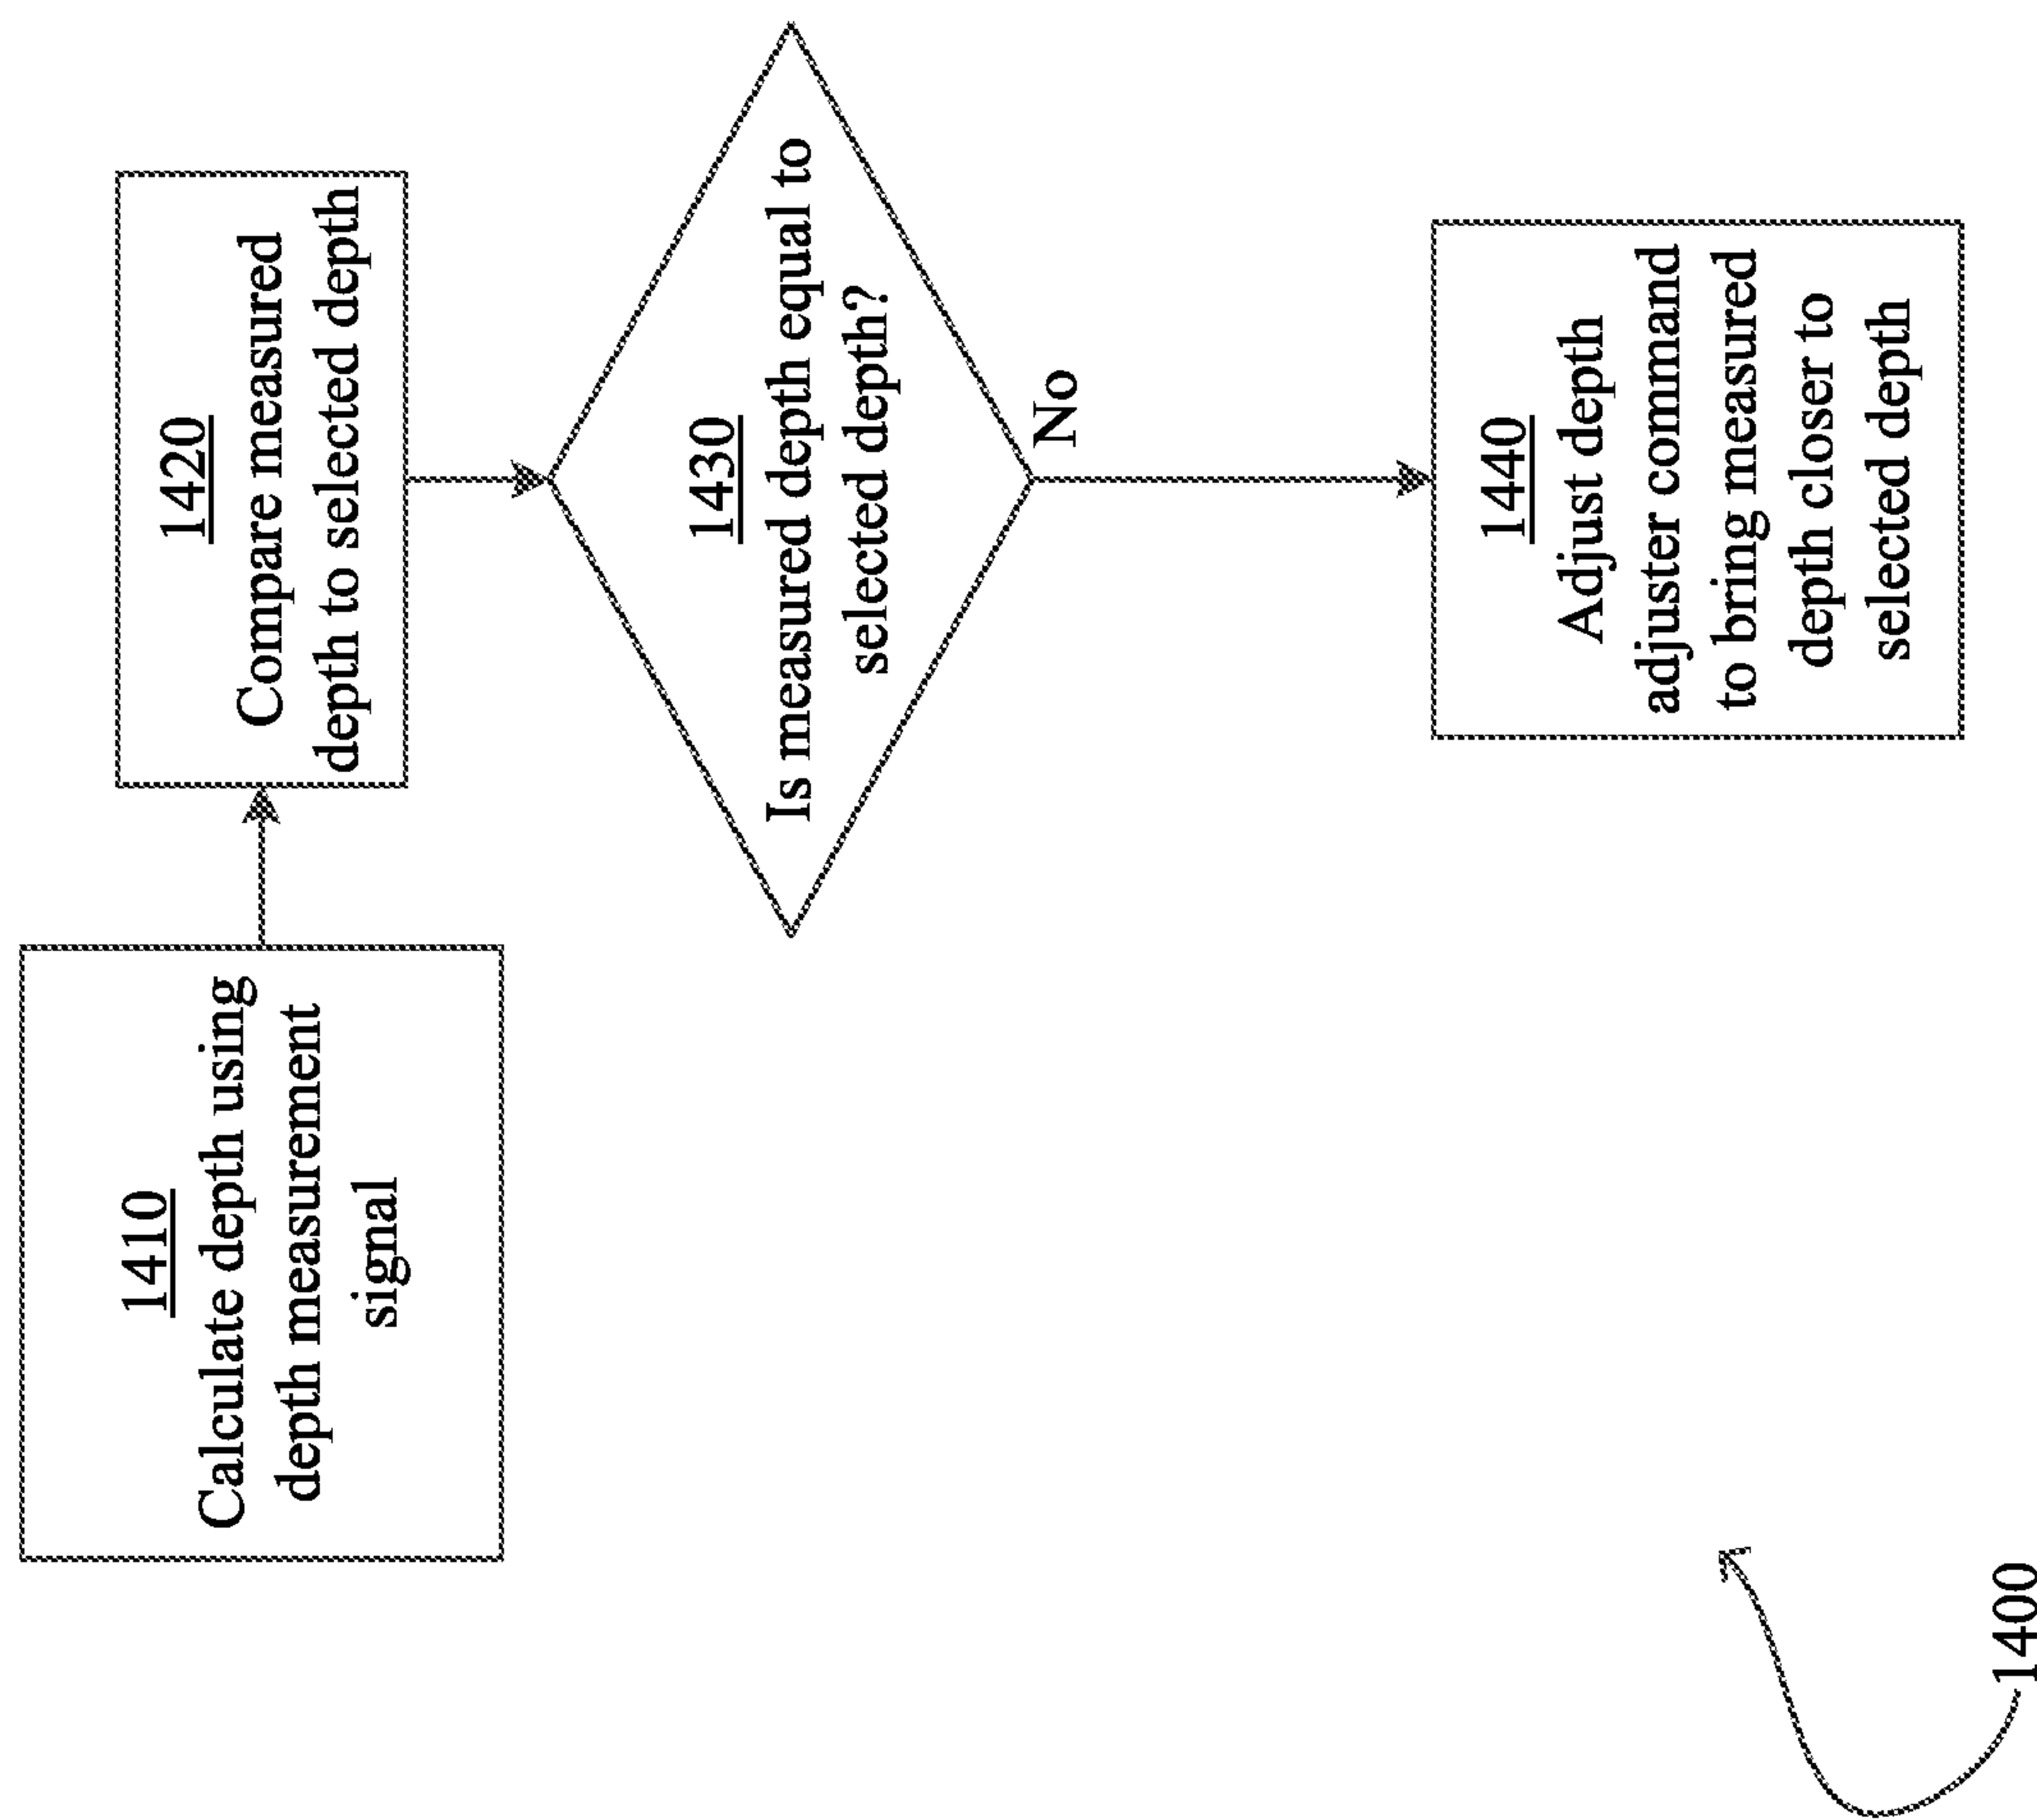 1410
Calculate depth using
depth measurement
signal
1420
Compare measured
depth to selected depth
1430
Is measured depth equal to
selected depth?
No
1440
Adjust depth
adjuster command
to bring measured
depth closer to
selected depth
1400